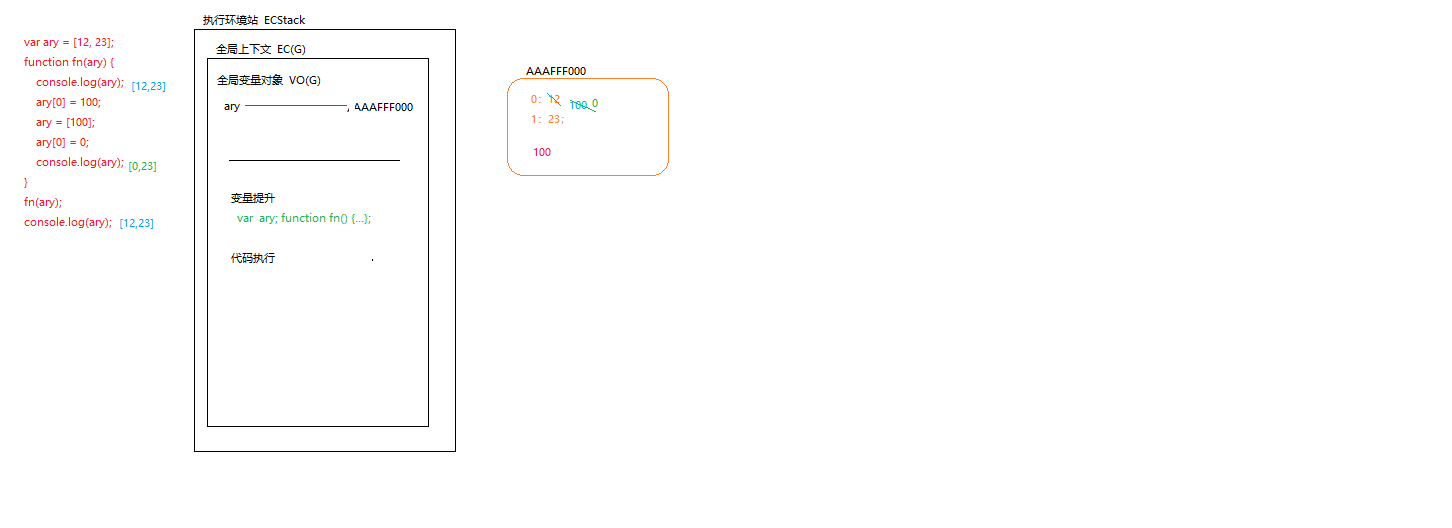 var ary = [12, 23];
function fn(ary) {
console.log(ary); [12,23]
ary[0] = 100;
ary = [100];
ary[0] = 0;
console.log(ary); [0,23]
}
fn(ary);
console.log(ary); [12,23]
执行环境站 ECStack
全局上下文 EC(G)
全局变量对象 VO(G)
ary AAAFFF000
变量提升
var ary; function fn() {...};
代码执行
AAAFFF000
0: 12 100 0
1: 23;
100